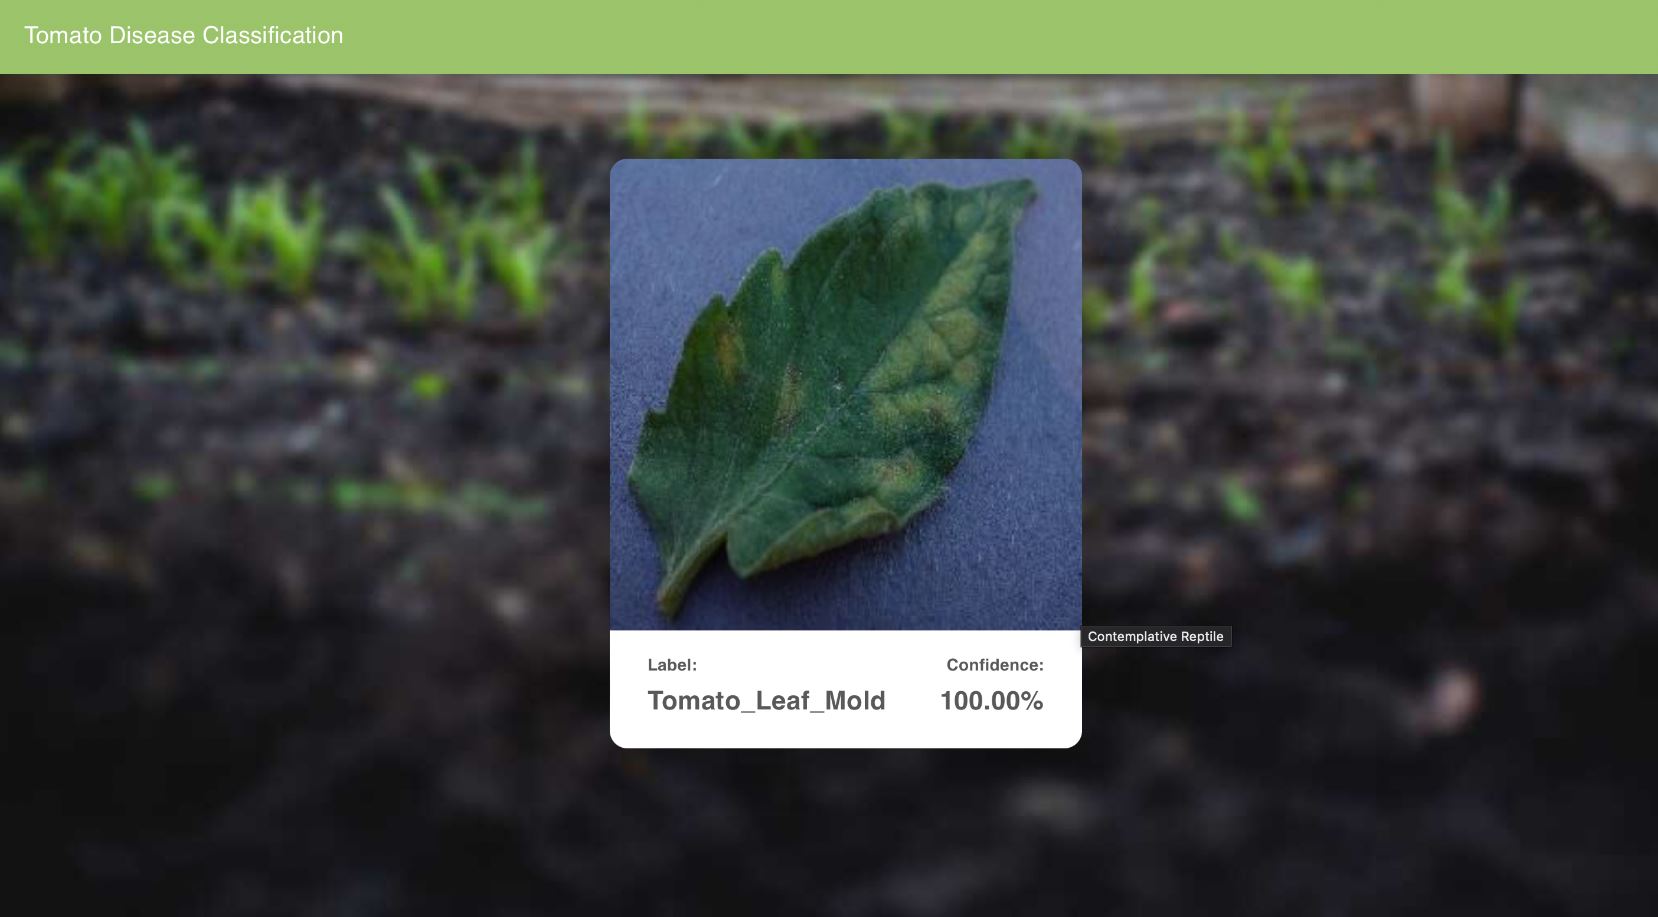 Tomato Disease Classification
Contemplative Reptile
Label:
Confidence:
Tomato_Leaf_Mold
100.00%